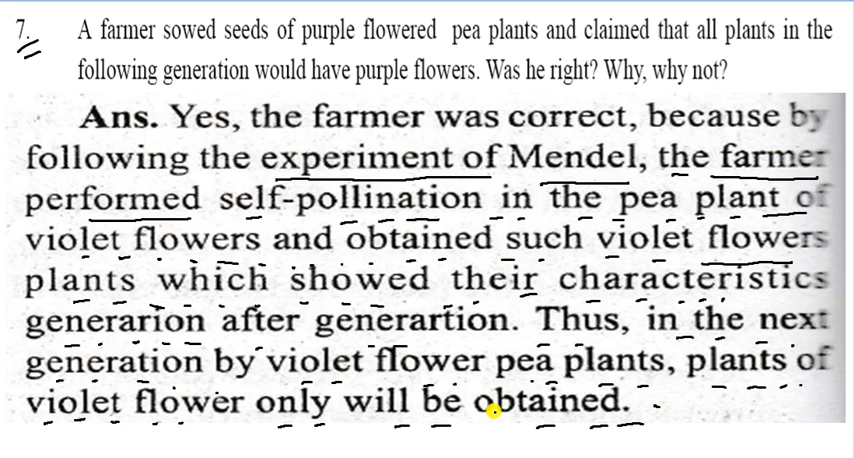 7. A farmer sowed seeds of purple flowered pea plants and claimed that all plants in the
following generation would have purple flowers. Was he right? Why, why not?
Ans. Yes, the farmer was correct, because by
following the experiment of Mendel, the farmer
performed self-pollination in the pea plant of
violet flowers and obtained such violet flowers
plants which showed their characteristics
generarion after generartion. Thus, in the next
generation by violet flower pea plants, plants of
violet flower only will be obtained.